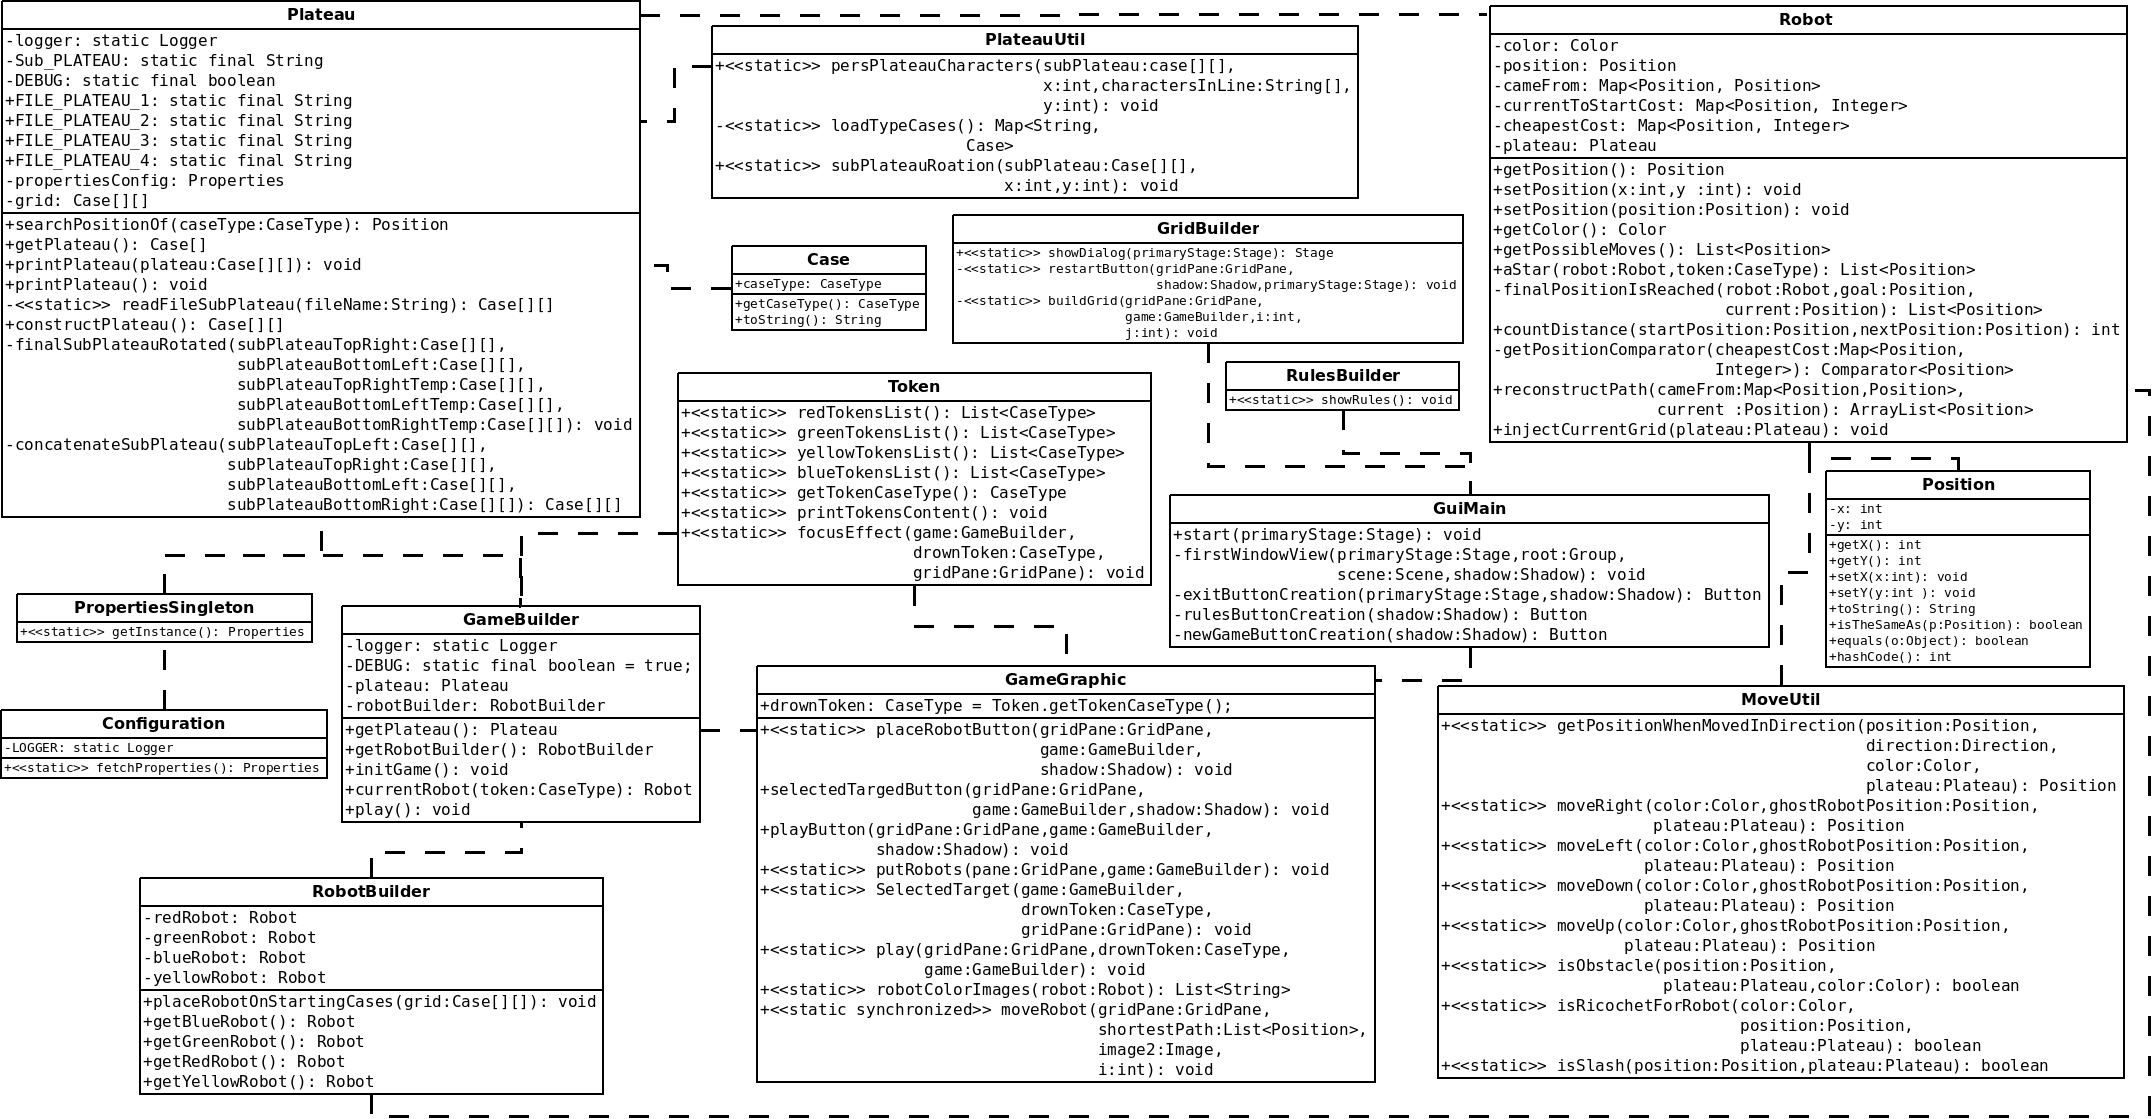 Plateau
-logger: static Logger
-Sub_PLATEAU: static final String
-DEBUG: static final boolean
+FILE_PLATEAU_1: static final String
+FILE_PLATEAU_2: static final String
+FILE_PLATEAU_3: static final String
+FILE_PLATEAU_4: static final String
-propertiesConfig: Properties
-grid: Case[][]
+searchPositionOf(caseType:CaseType): Position
+getPlateau(): Case[]
+printPlateau(plateau:Case[][]): void
+printPlateau(): void
-<<static>> readFileSubPlateau(fileName:String): Case[][]
+constructPlateau(): Case[][]
-finalSubPlateauRotated(subPlateauTopRight:Case[][],
subPlateauBottomLeft:Case[][],
subPlateauTopRightTemp:Case[][],
subPlateauBottomLeftTemp:Case[][],
subPlateauBottomRightTemp:Case[][]): void
-concatenateSubPlateau(subPlateauTopLeft:Case[][],
subPlateauTopRight:Case[][],
subPlateauBottomLeft:Case[][],
subPlateauBottomRight:Case[][]): Case[][]
PlateauUtil
+<<static>> persPlateauCharacters(subPlateau:case[][],
x:int,charactersInLine:String[],
y:int): void
-<<static>> loadTypeCases(): Map<String,
Case>
+<<static>> subPlateauRoation(subPlateau:Case[][],
x:int,y:int): void
Robot
-color: Color
-position: Position
-cameFrom: Map<Position, Position>
-currentToStartCost: Map<Position, Integer>
-cheapestCost: Map<Position, Integer>
-plateau: Plateau
+getPosition(): Position
+setPosition(x:int,y :int): void
+setPosition(position:Position): void
+getColor(): Color
+getPossibleMoves(): List<Position>
+aStar(robot:Robot,token:CaseType): List<Position>
-finalPositionIsReached(robot:Robot,goal:Position,
current:Position): List<Position>
+countDistance(startPosition:Position,nextPosition:Position): int
-getPositionComparator(cheapestCost:Map<Position,
Integer>): Comparator<Position>
+reconstructPath(cameFrom:Map<Position,Position>,
current :Position): ArrayList<Position>
+injectCurrentGrid(plateau:Plateau): void
Case
+caseType: CaseType
+getCaseType(): CaseType
+toString(): String
GridBuilder
+<<static>> showDialog(primaryStage:Stage): Stage
-<<static>> restartButton(gridPane:GridPane,
shadow:Shadow,primaryStage:Stage): void
-<<static>> buildGrid(gridPane:GridPane,
game:GameBuilder,i:int,
j:int): void
RulesBuilder
+<<static>> showRules(): void
Token
+<<static>> redTokensList(): List<CaseType>
+<<static>> greenTokensList(): List<CaseType>
+<<static>> yellowTokensList(): List<CaseType>
+<<static>> blueTokensList(): List<CaseType>
+<<static>> getTokenCaseType(): CaseType
+<<static>> printTokensContent(): void
+<<static>> focusEffect(game:GameBuilder,
drownToken:CaseType,
gridPane:GridPane): void
GuiMain
+start(primaryStage:Stage): void
-firstWindowView(primaryStage:Stage,root:Group,
scene:Scene,shadow:Shadow): void
-exitButtonCreation(primaryStage:Stage,shadow:Shadow): Button
-rulesButtonCreation(shadow:Shadow): Button
-newGameButtonCreation(shadow:Shadow): Button
Position
-x: int
-y: int
+getX(): int
+getY(): int
+setX(x:int): void
+setY(y:int ): void
+toString(): String
+isTheSameAs(p:Position): boolean
+equals(o:Object): boolean
+hashCode(): int
PropertiesSingleton
+<<static>> getInstance(): Properties
Configuration
-LOGGER: static Logger
+<<static>> fetchProperties(): Properties
GameBuilder
-logger: static Logger
-DEBUG: static final boolean = true;
-plateau: Plateau
-robotBuilder: RobotBuilder
+getPlateau(): Plateau
+getRobotBuilder(): RobotBuilder
+initGame(): void
+currentRobot(token:CaseType): Robot
+play(): void
GameGraphic
+drownToken: CaseType = Token.getTokenCaseType();
+<<static>> placeRobotButton(gridPane:GridPane,
game:GameBuilder,
shadow:Shadow): void
+selectedTargedButton(gridPane:GridPane,
game:GameBuilder,shadow:Shadow): void
+playButton(gridPane:GridPane,game:GameBuilder,
shadow:Shadow): void
+<<static>> putRobots(pane:GridPane,game:GameBuilder): void
+<<static>> SelectedTarget(game:GameBuilder,
drownToken:CaseType,
gridPane:GridPane): void
+<<static>> play(gridPane:GridPane,drownToken:CaseType,
game:GameBuilder): void
+<<static>> robotColorImages(robot:Robot): List<String>
+<<static synchronized>> moveRobot(gridPane:GridPane,
shortestPath:List<Position>,
image2:Image,
i:int): void
MoveUtil
+<<static>> getPositionWhenMovedInDirection(position:Position,
direction:Direction,
color:Color,
plateau:Plateau): Position
+<<static>> moveRight(color:Color,ghostRobotPosition:Position,
plateau:Plateau): Position
+<<static>> moveLeft(color:Color,ghostRobotPosition:Position,
plateau:Plateau): Position
+<<static>> moveDown(color:Color,ghostRobotPosition:Position,
plateau:Plateau): Position
+<<static>> moveUp(color:Color,ghostRobotPosition:Position,
plateau:Plateau): Position
+<<static>> isObstacle(position:Position,
plateau:Plateau,color:Color): boolean
+<<static>> isRicochetForRobot(color:Color,
position:Position,
plateau:Plateau): boolean
+<<static>> isSlash(position:Position,plateau:Plateau): boolean
RobotBuilder
-redRobot: Robot
-greenRobot: Robot
-blueRobot: Robot
-yellowRobot: Robot
+placeRobotOnStartingCases(grid:Case[][]): void
+getBlueRobot(): Robot
+getGreenRobot(): Robot
+getRedRobot(): Robot
+getYellowRobot(): Robot